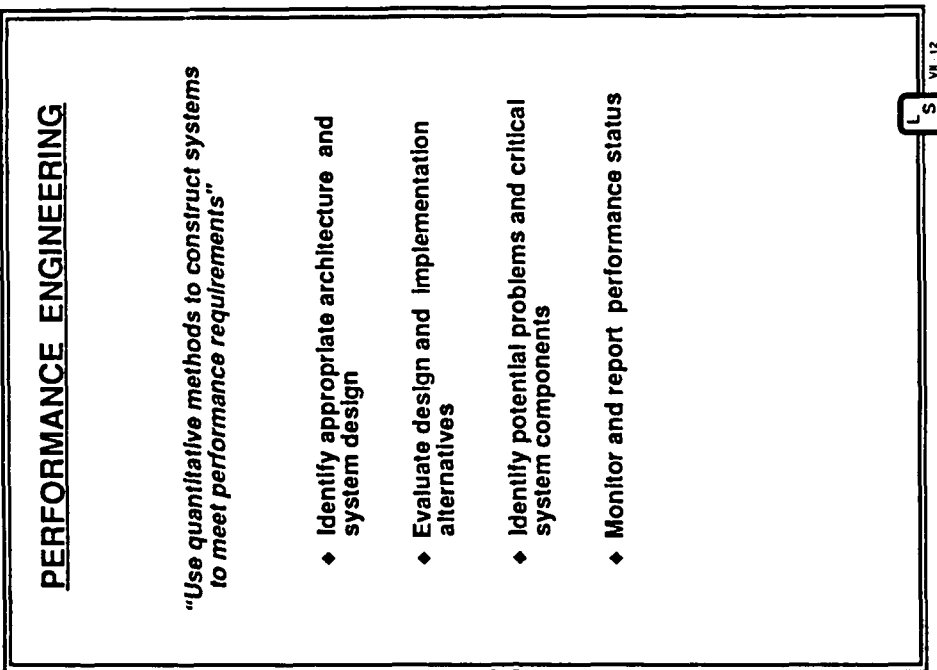 PERFORMANCE ENGINEERING
"Use quantitative methods to construct systems
to meet performance requirements"
♦ Identify appropriate architecture and
system design
♦ Evaluate design and implementation
alternatives
♦ Identify potential problems and critical
system components
♦ Monitor and report performance status
L
S
VII-12